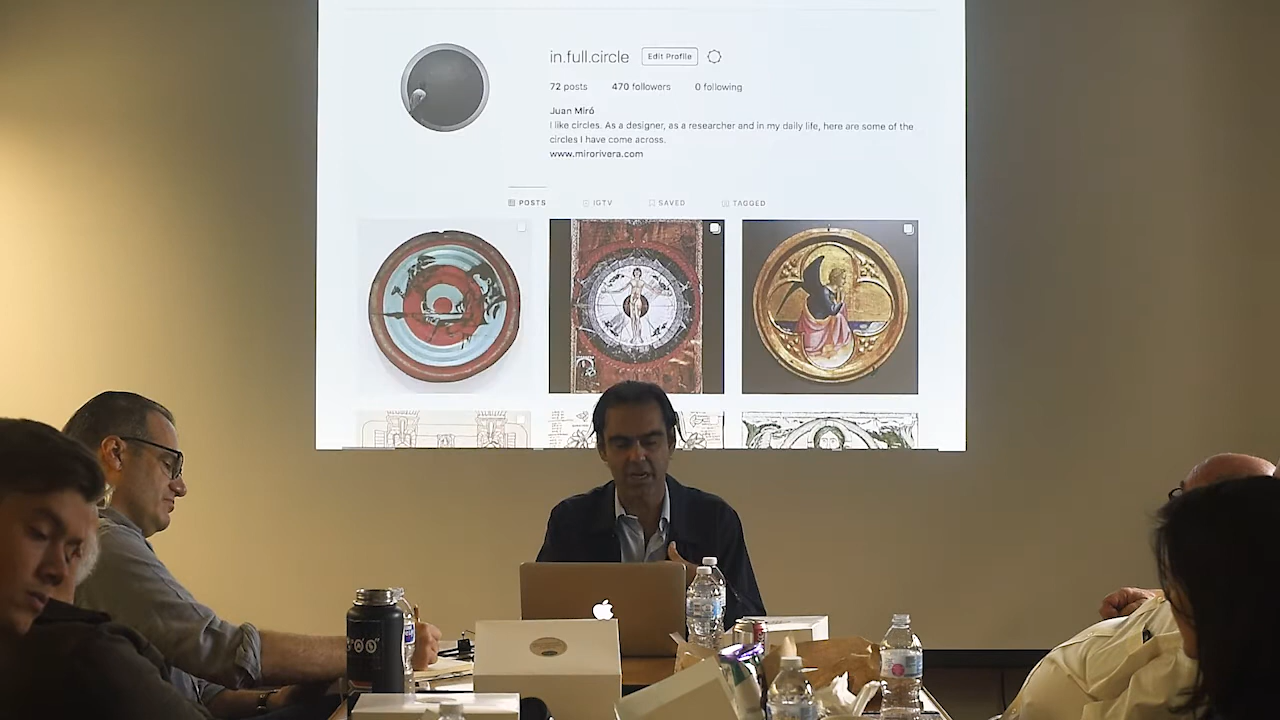 in.full.circle Edit Profile
72 posts 470 followers 0 following
Juan Miró
I like circles. As a designer, as a researcher and in my daily life, here are some of the
circles I have come across.
www.mirorivera.com
POSTS IGTV SAVED TAGGED